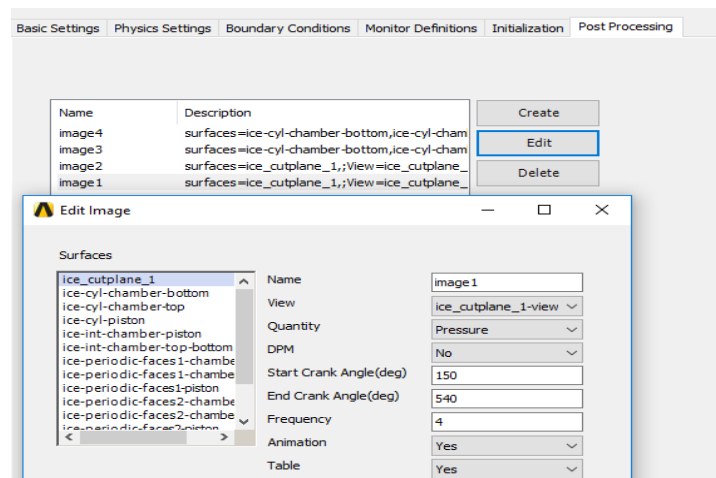 Basic Settings Physics Settings Boundary Conditions Monitor Definitions Initialization Post Processing
Name Description
image4 surfaces=ice-cyl-chamber-bottom,ice-cyl-cham
image3 surfaces=ice-cyl-chamber-bottom,ice-cyl-cham
image2 surfaces=ice_cutplane_1,;View=ice_cutplane_
image1 surfaces=ice_cutplane_1,;View=ice_cutplane_
Create
Edit
Delete
Edit Image
Surfaces
ice_cutplane_1
ice-cyl-chamber-bottom
ice-cyl-chamber-top
ice-cyl-piston
ice-int-chamber-piston
ice-int-chamber-top-bottom
ice-periodic-faces1-chambe
ice-periodic-faces1-chambe
ice-periodic-faces1-piston
ice-periodic-faces2-chambe
ice-periodic-faces2-chambe
ice-periodic-faces2-piston
Name image1
View ice_cutplane_1-view
Quantity Pressure
DPM No
Start Crank Angle(deg) 150
End Crank Angle(deg) 540
Frequency 4
Animation Yes
Table Yes